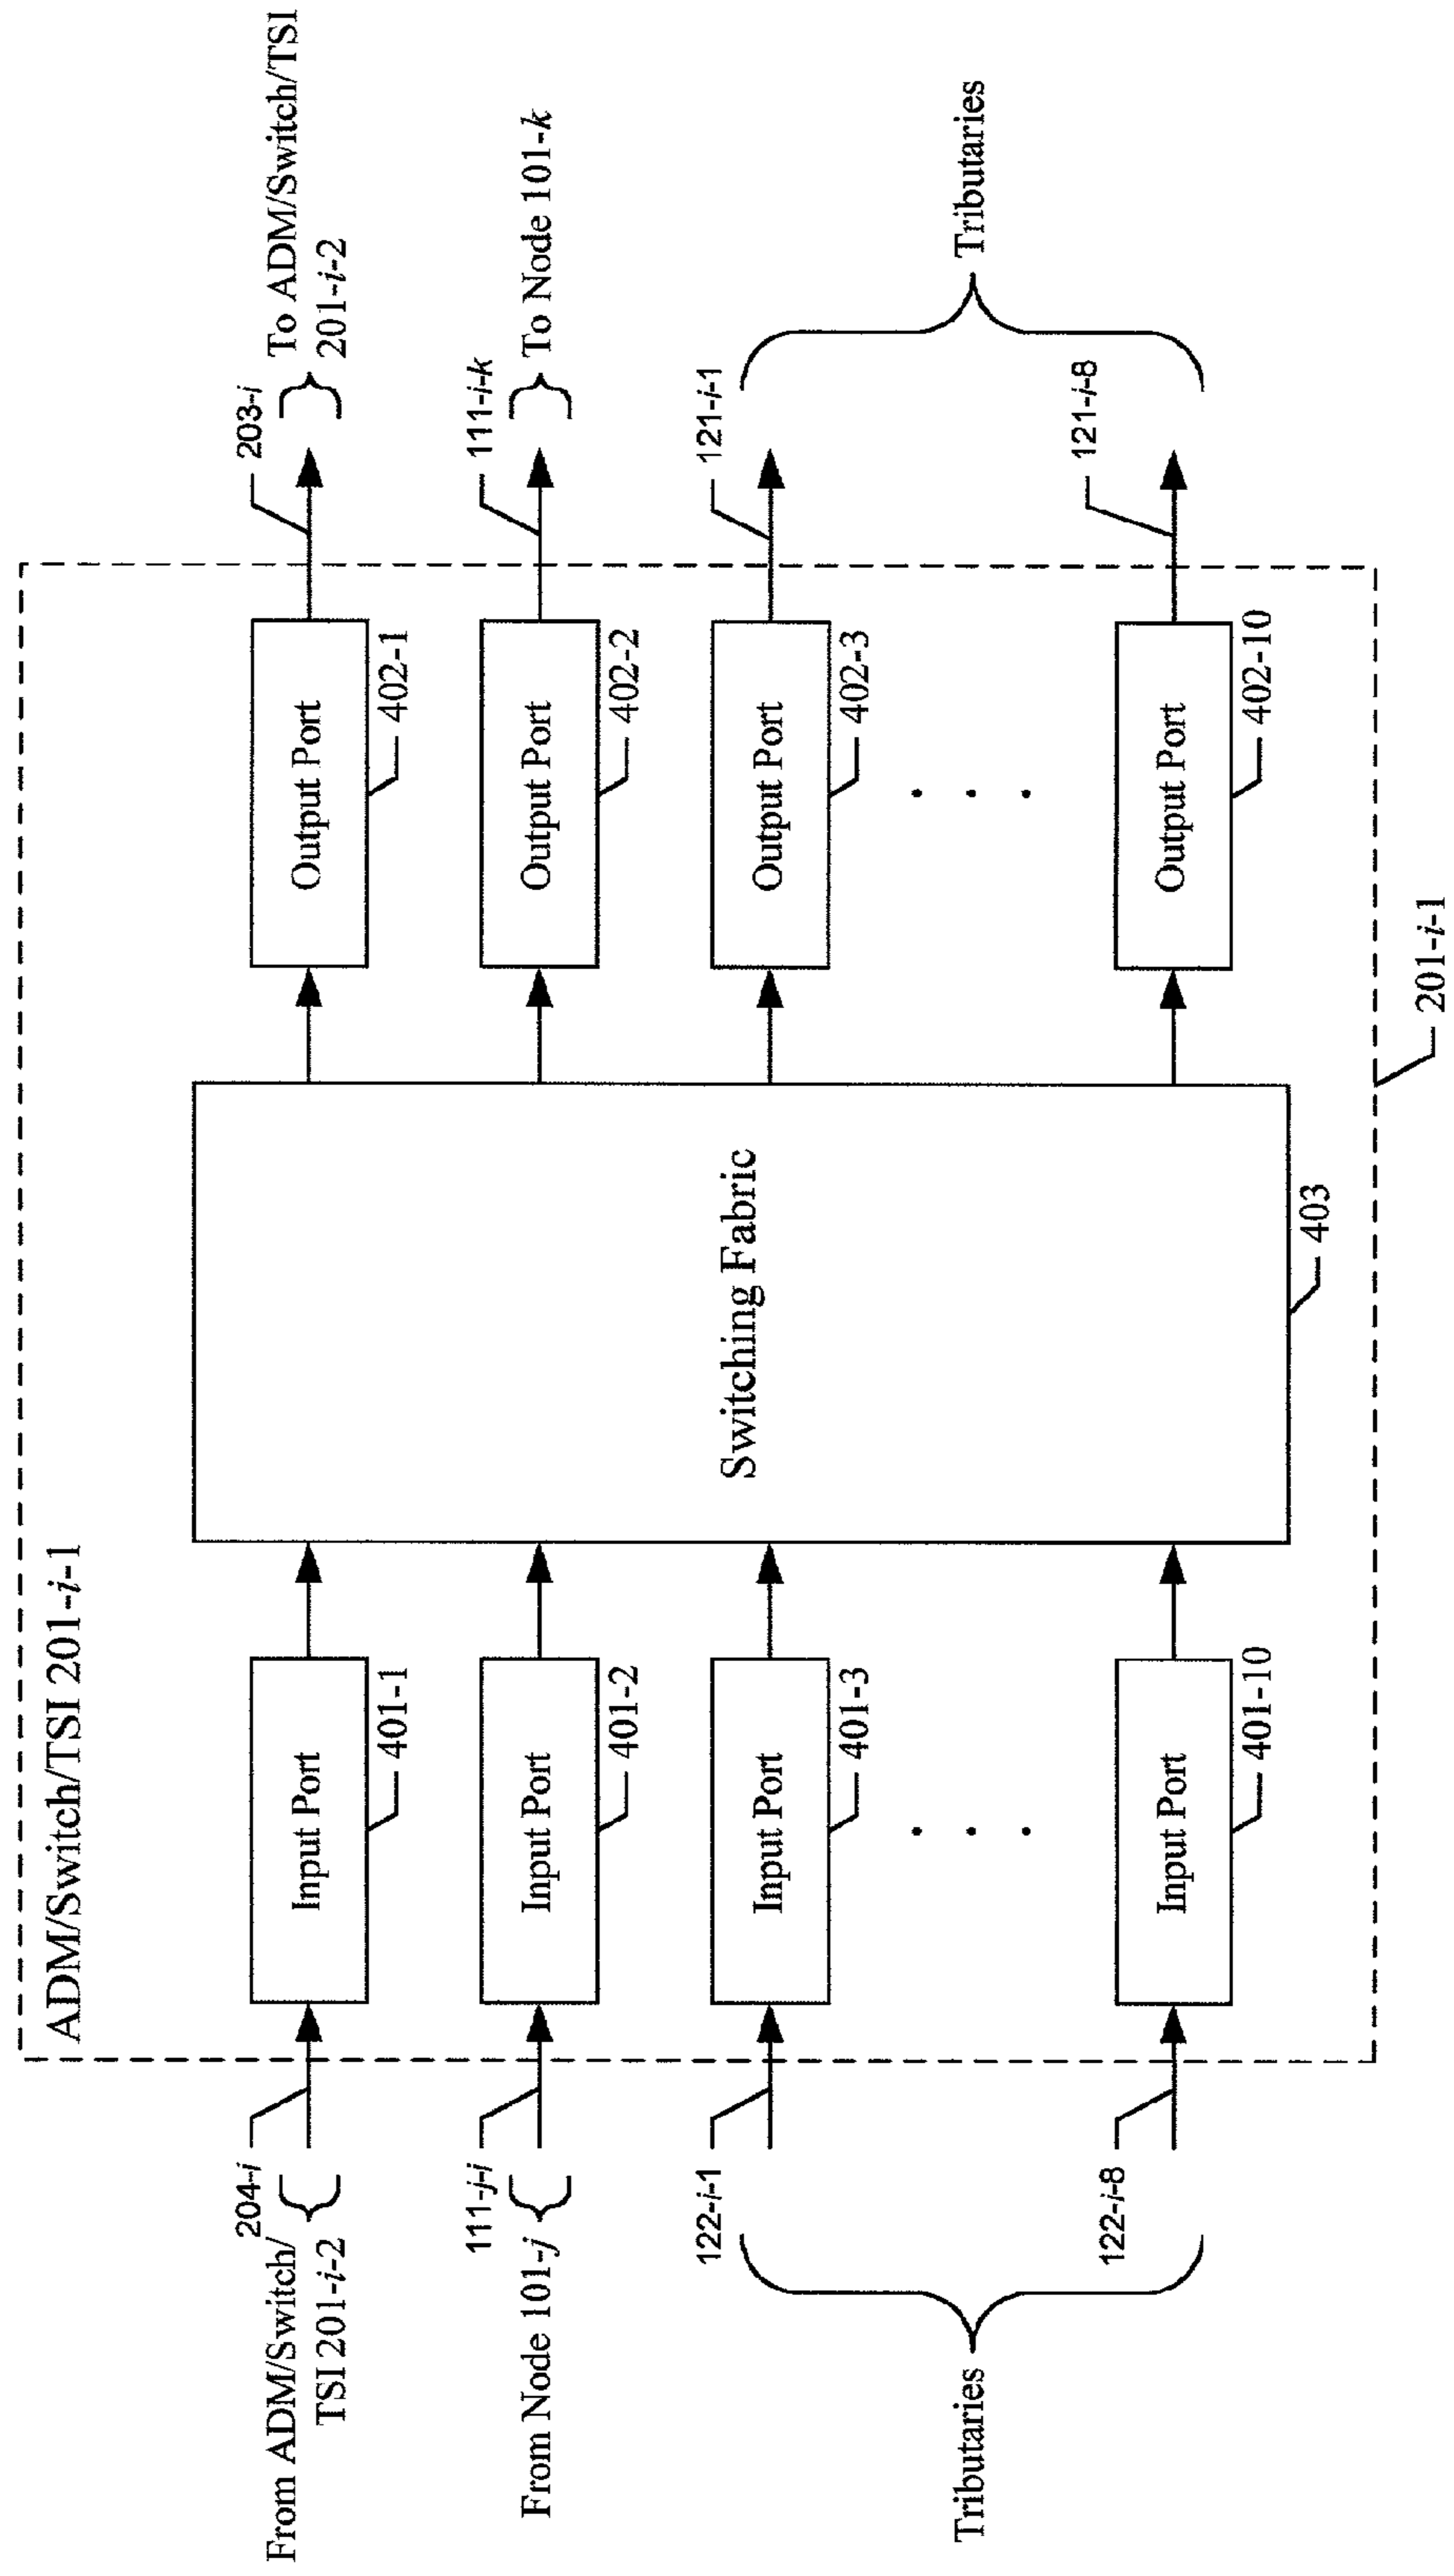 ADM/Switch/TSI 201-i-1
From ADM/Switch/
TSI 201-i-2
204-i
Input Port
401-1
Output Port
402-1
203-i
To ADM/Switch/TSI
201-i-2
From Node 101-j
111-j-i
Input Port
401-2
Output Port
402-2
111-i-k
To Node 101-k
Switching Fabric
403
Tributaries
122-i-1
Input Port
401-3
Output Port
402-3
121-i-1
Tributaries
122-i-8
Input Port
401-10
Output Port
402-10
121-i-8
201-i-1